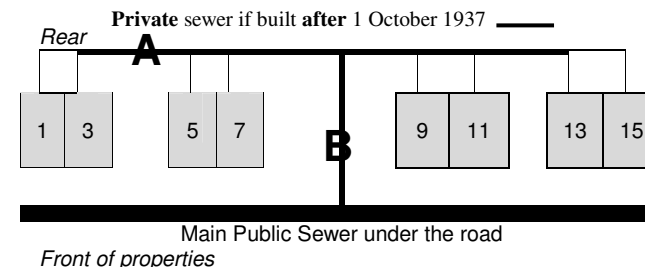 Private sewer if built after 1 October 1937
Rear
A
1 3 5 7 B 9 11 13 15
Main Public Sewer under the road
Front of properties